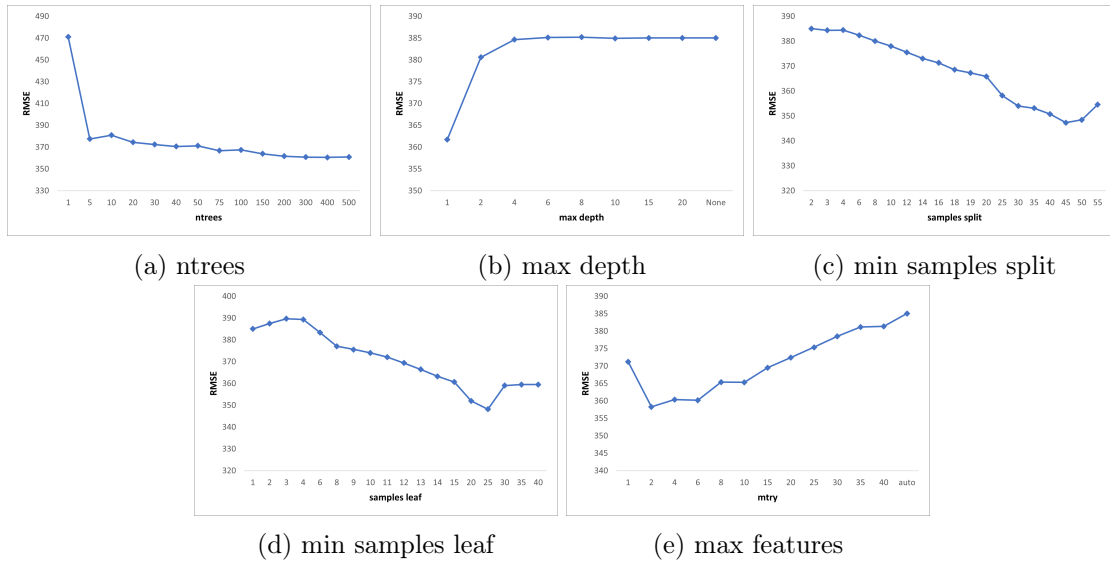 490
470
450
430
410
390
370
350
330
RMSE
1 5 10 20 30 40 50 75 100 150 200 300 400 500
ntrees
(a) ntrees
390
385
380
375
370
365
360
355
350
RMSE
1 2 4 6 8 10 15 20 None
max depth
(b) max depth
390
380
370
360
350
340
330
320
RMSE
2 3 4 6 8 10 12 14 16 18 19 20 25 30 35 40 45 50 55
samples split
(c) min samples split
400
390
380
370
360
350
340
330
320
RMSE
1 2 3 4 6 8 9 10 11 12 13 14 15 20 25 30 35 40
samples leaf
(d) min samples leaf
390
385
380
375
370
365
360
355
350
345
340
RMSE
1 2 4 6 8 10 15 20 25 30 35 40 auto
mtry
(e) max features